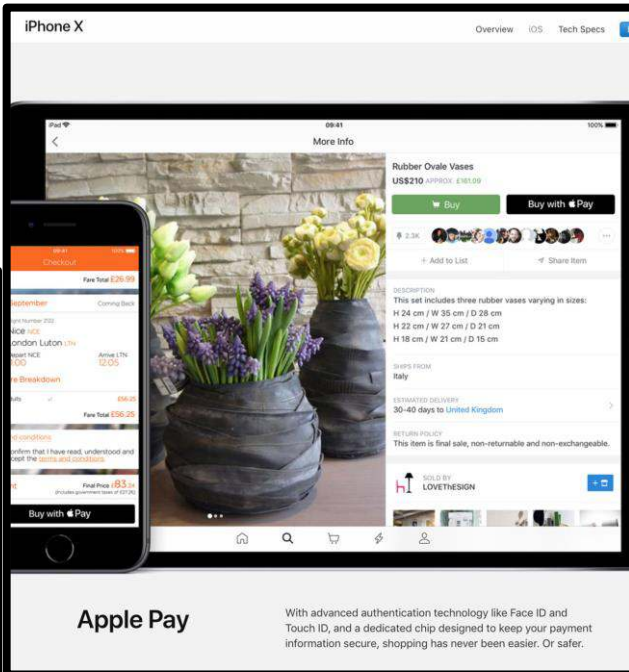 iPhone X
Overview iOS Tech Specs
iPad 09:41 100%
More Info
Rubber Ovale Vases
US$210 APPROX. £161.09
Buy
Buy with Pay
2.3K
+ Add to List Share Item
DESCRIPTION
This set includes three rubber vases varying in sizes:
H 24 cm / W 35 cm / D 28 cm
H 22 cm / W 27 cm / D 21 cm
H 18 cm / W 21 cm / D 15 cm
SHIPS FROM
Italy
ESTIMATED DELIVERY
30-40 days to United Kingdom
RETURN POLICY
This item is final sale, non-returnable and non-exchangeable.
SOLD BY
LOVEThESIGN
09:41 100%
Checkout
Fare Total £26.99
September Coming Back
Number 2122
Nice NCE
London Luton LTN
Depart NCE Arrive LTN
12:05
Breakdown
£56.25
Fare Total £56.25
conditions
confirm that I have read, understood and
accept the terms and conditions.
Final Price £83.24
(Includes government taxes of £27.26)
Buy with Pay
Apple Pay
With advanced authentication technology like Face ID and
Touch ID, and a dedicated chip designed to keep your payment
information secure, shopping has never been easier. Or safer.